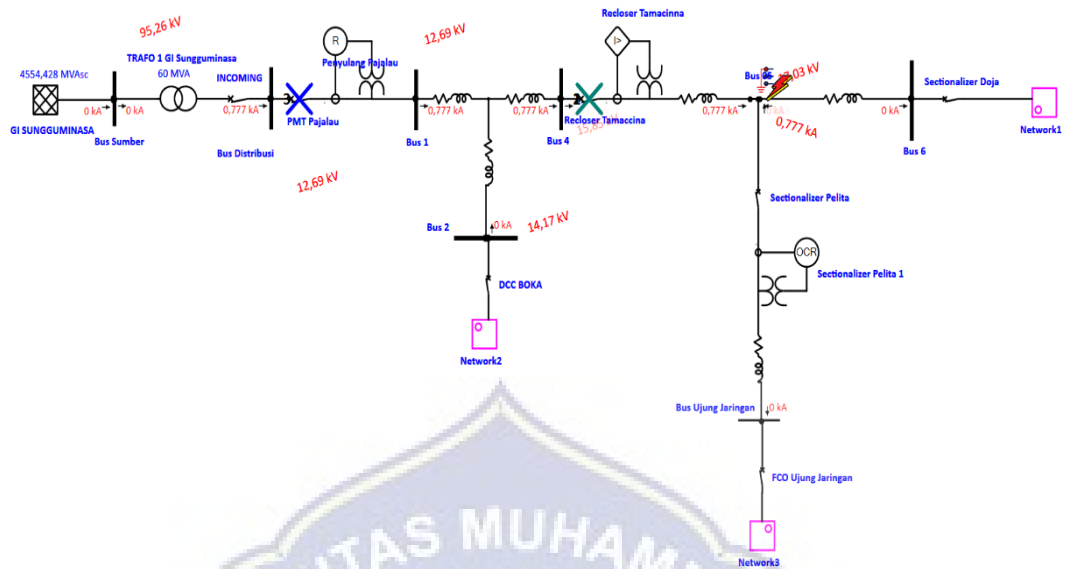 Recloser Tamacinna
95,26 kV
12,69 kV
R
I>
TRAFO 1 GI Sungguminasa
Penyulang Pajalau
4554,428 MVAsc
60 MVA
INCOMING
Sectionalizer Doja
0 kA
0 kA
0,777 kA
0,777 kA
0,777 kA
0,777 kA
0 kA
GI SUNGGUMINASA
PMT Pajalau
Recloser Tamaccina
0,777 kA
Network1
Bus Sumber
Bus Distribusi
Bus 1
Bus 4
Bus 6
12,69 kV
Sectionalizer Pelita
Bus 2
0 kA
14,17 kV
OCR
Sectionalizer Pelita 1
DCC BOKA
Network2
Bus Ujung Jaringan
0 kA
FCO Ujung Jaringan
Network3
ITAS MUHAM